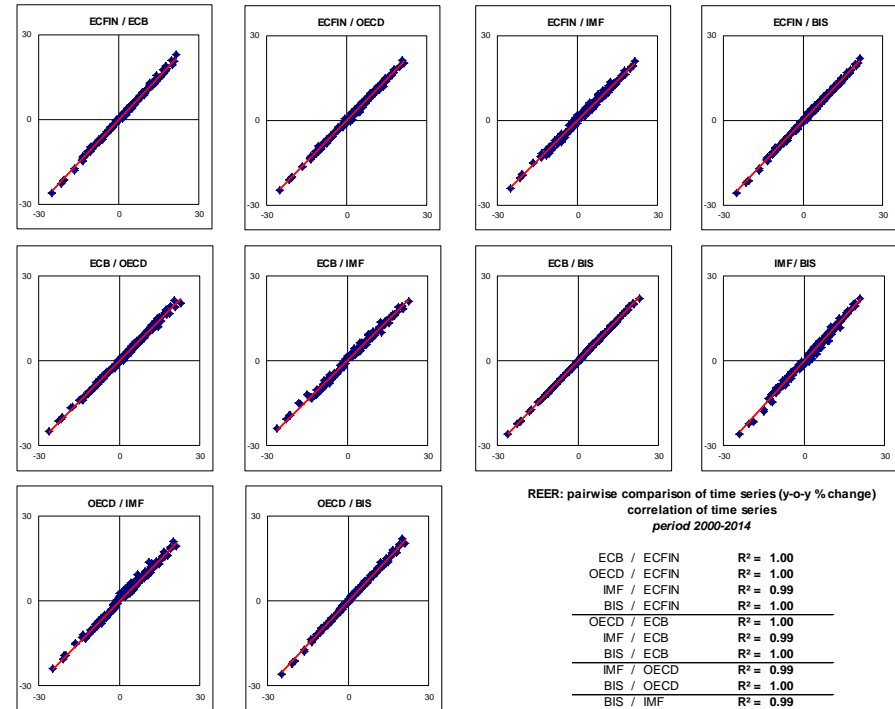 ECFIN / ECB
30
0
-30
-30 0 30
ECFIN / OECD
30
0
-30
-30 0 30
ECFIN / IMF
30
0
-30
-30 0 30
ECFIN / BIS
30
0
-30
-30 0 30
ECB / OECD
30
0
-30
-30 0 30
ECB / IMF
30
0
-30
-30 0 30
ECB / BIS
30
0
-30
-30 0 30
IMF / BIS
30
0
-30
-30 0 30
OECD / IMF
30
0
-30
OECD / BIS
30
0
-30
REER: pairwise comparison of time series (y-o-y % change)
correlation of time series
period 2000-2014
ECB / ECFIN R² = 1.00
OECD / ECFIN R² = 1.00
IMF / ECFIN R² = 0.99
BIS / ECFIN R² = 1.00
OECD / ECB R² = 1.00
IMF / ECB R² = 0.99
BIS / ECB R² = 1.00
IMF / OECD R² = 0.99
BIS / OECD R² = 1.00
BIS / IMF R² = 0.99